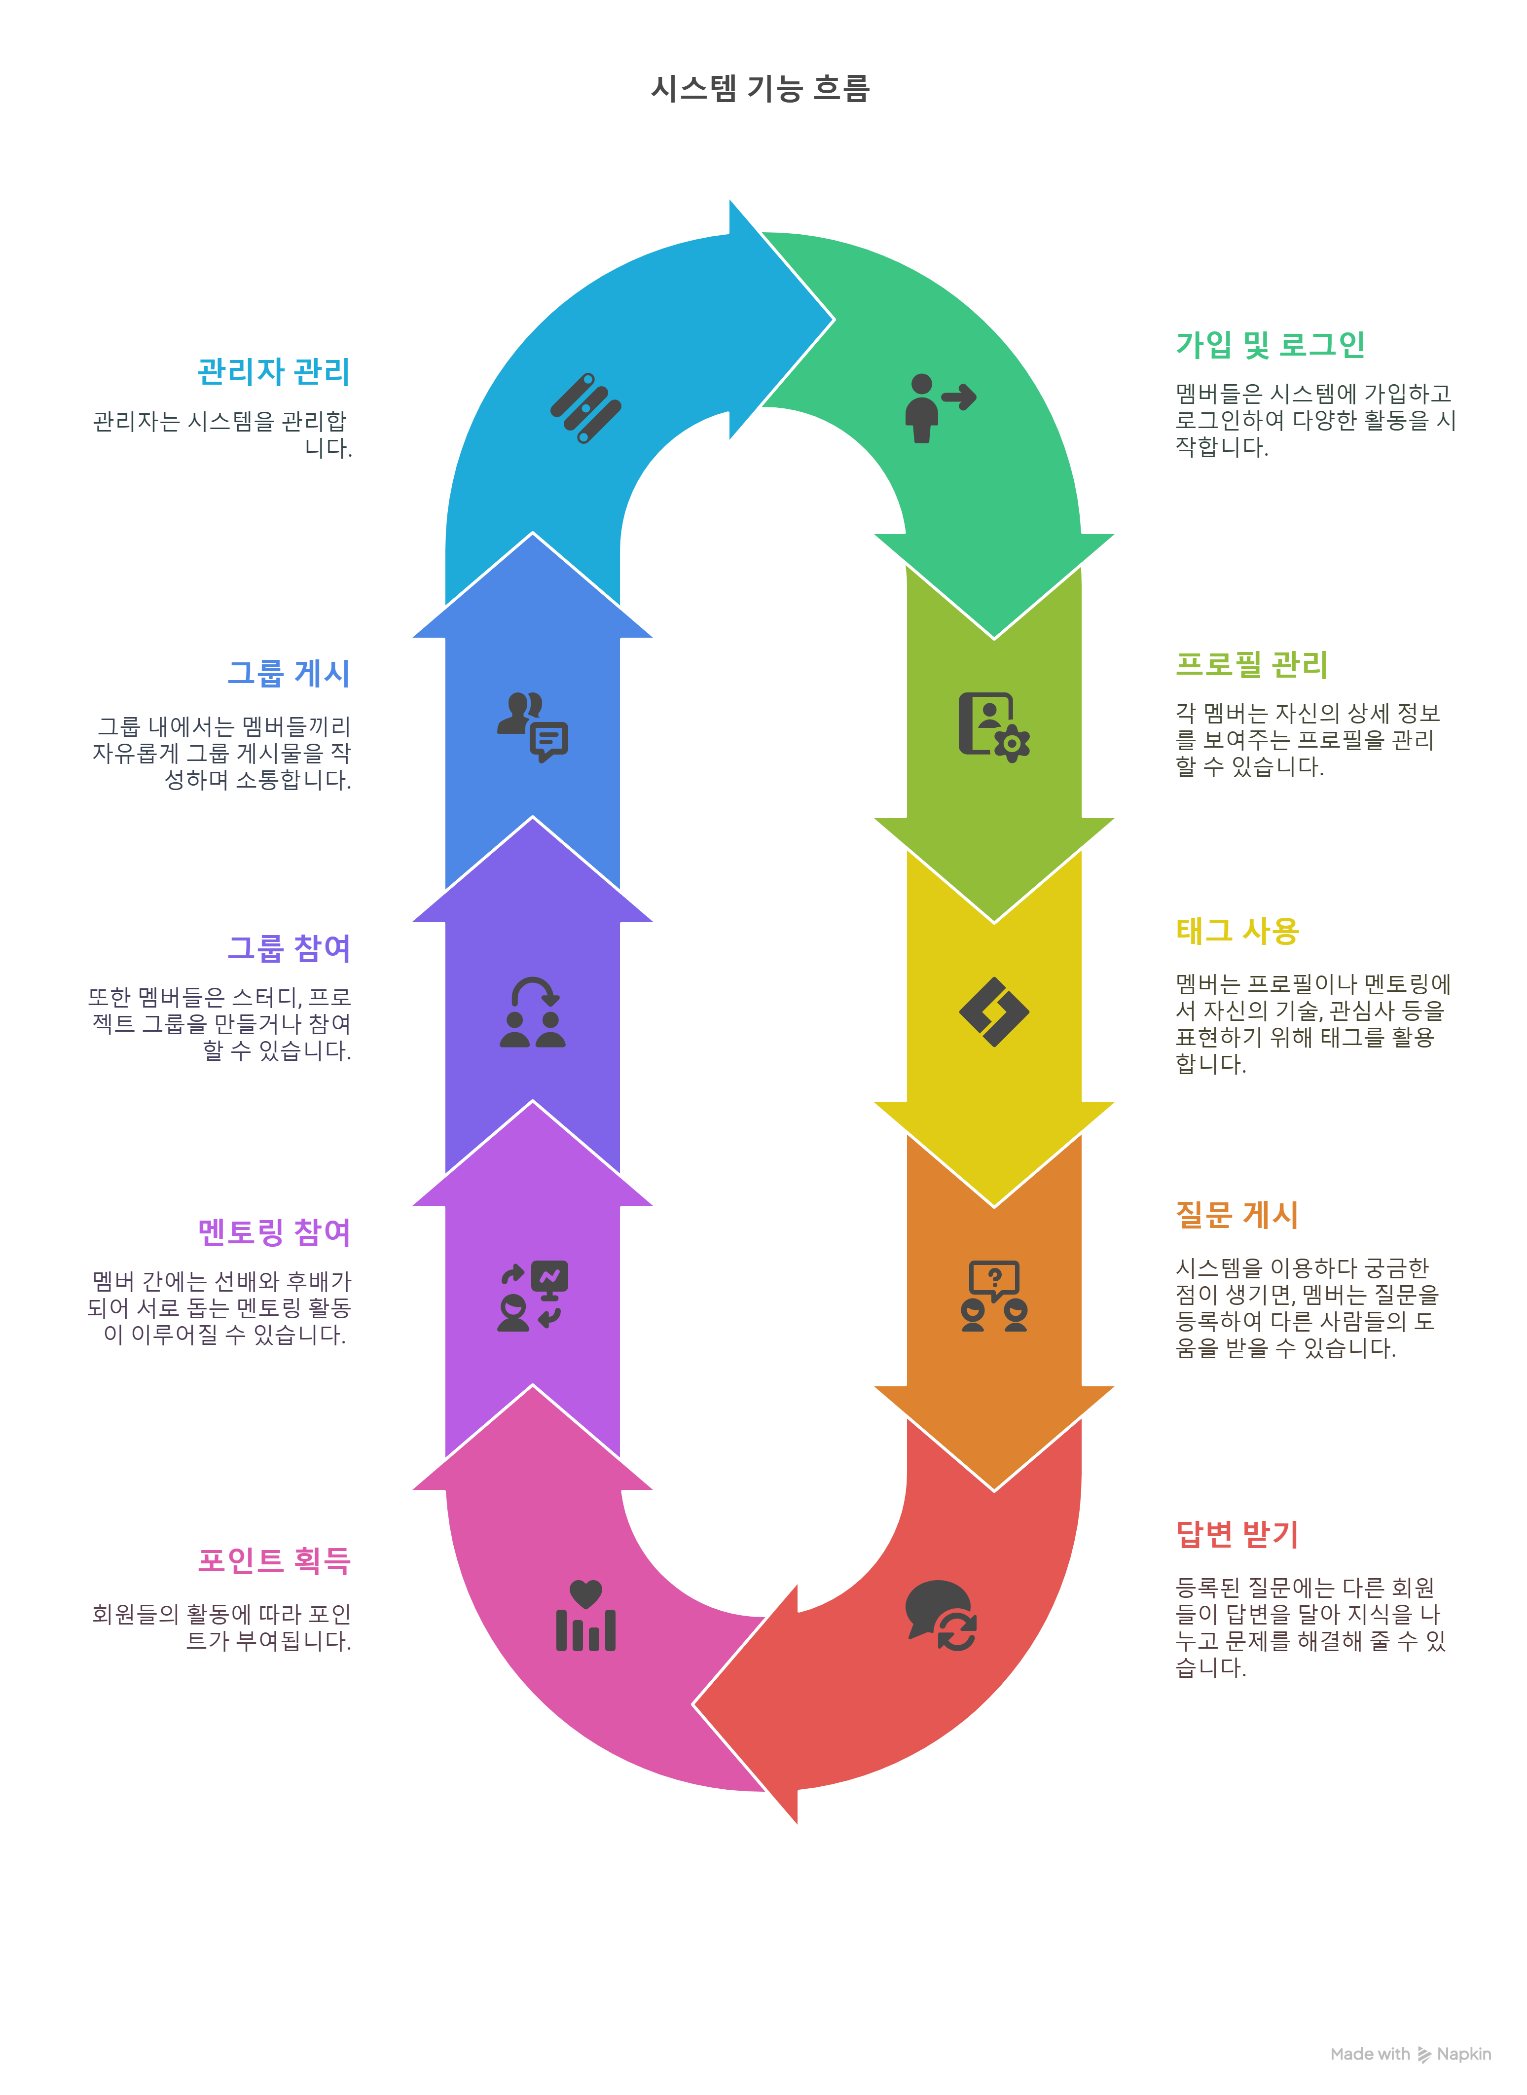 시스템 기능 흐름
가입 및 로그인
멤버들은 시스템에 가입하고
로그인하여 다양한 활동을 시
작합니다.
프로필 관리
각 멤버는 자신의 상세 정보
를 보여주는 프로필을 관리
할 수 있습니다.
태그 사용
멤버는 프로필이나 멘토링에
서 자신의 기술, 관심사 등을
표현하기 위해 태그를 활용
합니다.
질문 게시
시스템을 이용하다 궁금한
점이 생기면, 멤버는 질문을
등록하여 다른 사람들의 도
움을 받을 수 있습니다.
답변 받기
등록된 질문에는 다른 회원
들이 답변을 달아 지식을 나
누고 문제를 해결해 줄 수 있
습니다.
포인트 획득
회원들의 활동에 따라 포인
트가 부여됩니다.
멘토링 참여
멤버 간에는 선배와 후배가
되어 서로 돕는 멘토링 활동
이 이루어질 수 있습니다.
그룹 참여
또한 멤버들은 스터디, 프로
젝트 그룹을 만들거나 참여
할 수 있습니다.
그룹 게시
그룹 내에서는 멤버들끼리
자유롭게 그룹 게시물을 작
성하며 소통합니다.
관리자 관리
관리자는 시스템을 관리합
니다.
Made with Napkin